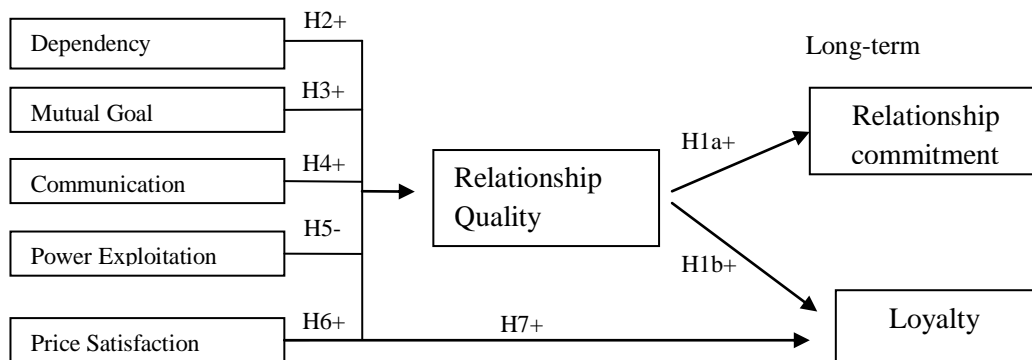 H2+
Dependency
Long-term
H3+
Mutual Goal
Relationship
commitment
H1a+
H4+
Communication
Relationship
Quality
H5-
Power Exploitation
H1b+
H6+
H7+
Price Satisfaction
Loyalty